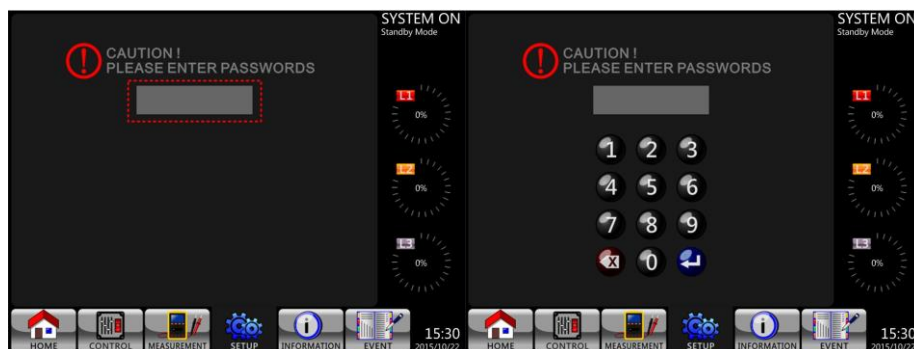 SYSTEM ON
Standby Mode
CAUTION !
PLEASE ENTER PASSWORDS
L1
0%
L2
0%
L3
0%
HOME
CONTROL
MEASUREMENT
SETUP
INFORMATION
EVENT
15:30
2015/10/22
SYSTEM ON
Standby Mode
CAUTION !
PLEASE ENTER PASSWORDS
1 2 3
4 5 6
7 8 9
X 0
L1
0%
L2
0%
L3
0%
HOME
CONTROL
MEASUREMENT
SETUP
INFORMATION
EVENT
15:30
2015/10/22